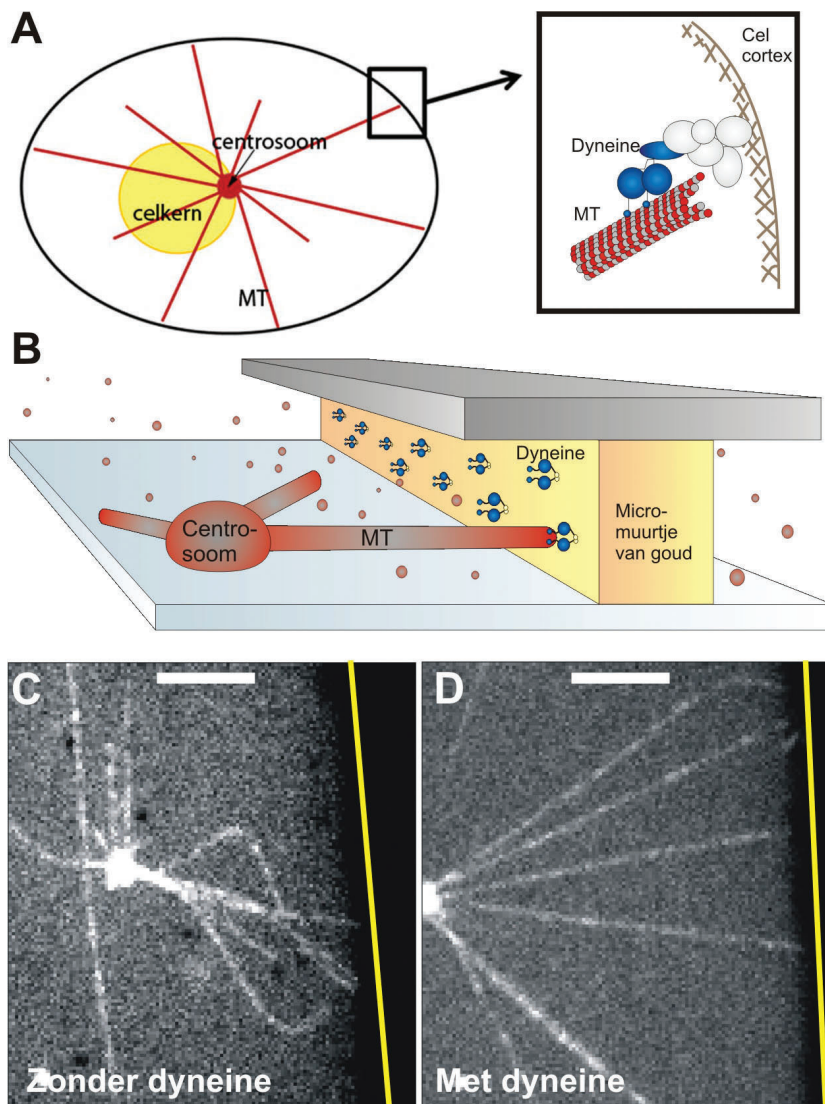 A
centrosoom
celkern
MT
Cel
cortex
Dyneine
MT
B
Dyneine
Centro-
soom
MT
Micro-
muurtje
van goud
C
D
Zonder dyneine
Met dyneine